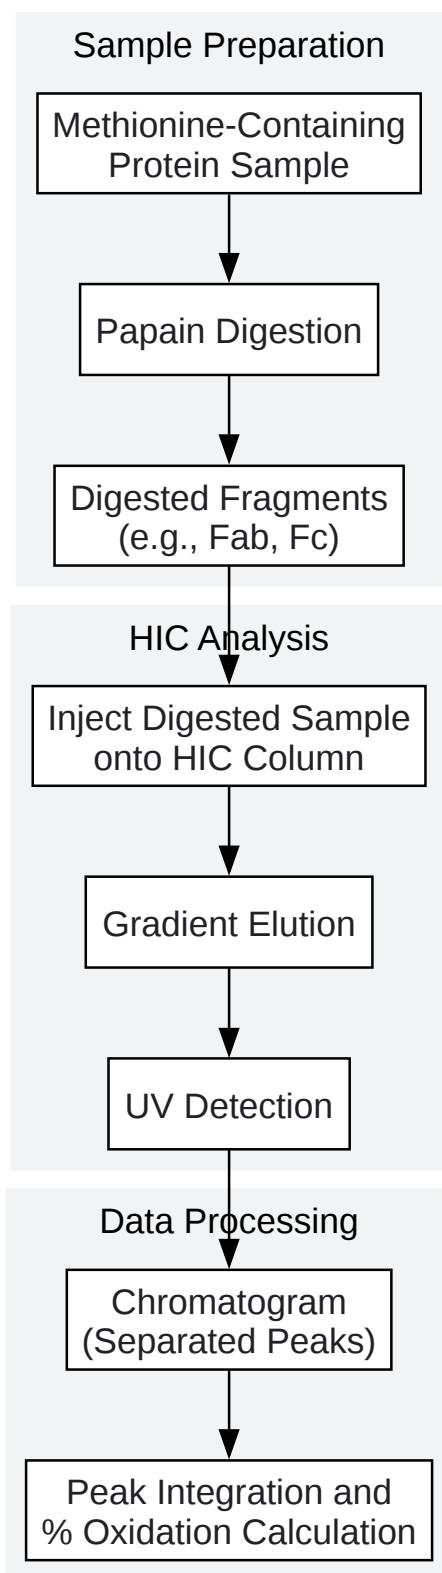 Sample Preparation
Methionine-Containing
Protein Sample
Papain Digestion
Digested Fragments
(e.g., Fab, Fc)
HIC Analysis
Inject Digested Sample
onto HIC Column
Gradient Elution
UV Detection
Data Processing
Chromatogram
(Separated Peaks)
Peak Integration and
% Oxidation Calculation